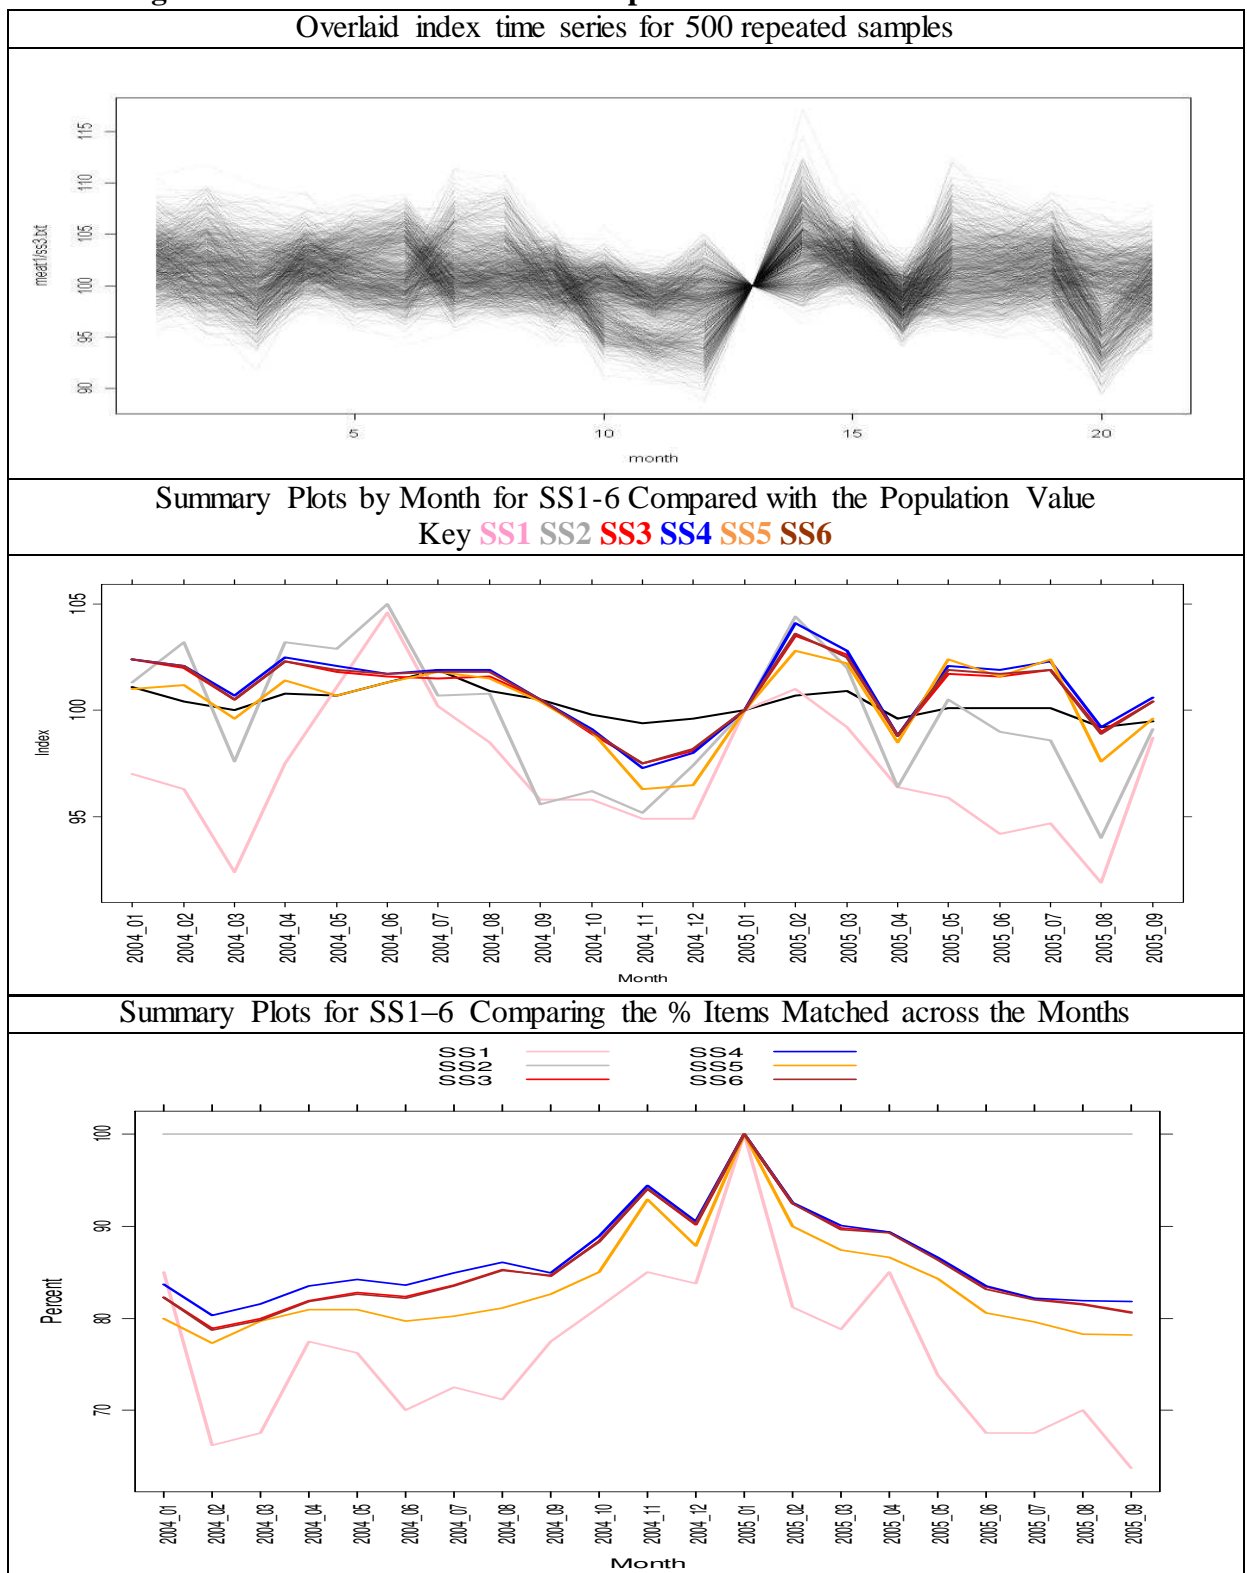 Overlaid index time series for 500 repeated samples
115
110
105
100
95
90
meat1/ss3.txt
5 10 15 20
month
Summary Plots by Month for SS1-6 Compared with the Population Value
Key SS1 SS2 SS3 SS4 SS5 SS6
105
100
95
Index
2004_01 2004_02 2004_03 2004_04 2004_05 2004_06 2004_07 2004_08 2004_09 2004_10 2004_11 2004_12 2005_01 2005_02 2005_03 2005_04 2005_05 2005_06 2005_07 2005_08 2005_09
Month
Summary Plots for SS1–6 Comparing the % Items Matched across the Months
SS1 SS4
SS2 SS5
SS3 SS6
100
90
80
70
Percent
2004_01 2004_02 2004_03 2004_04 2004_05 2004_06 2004_07 2004_08 2004_09 2004_10 2004_11 2004_12 2005_01 2005_02 2005_03 2005_04 2005_05 2005_06 2005_07 2005_08 2005_09
Month